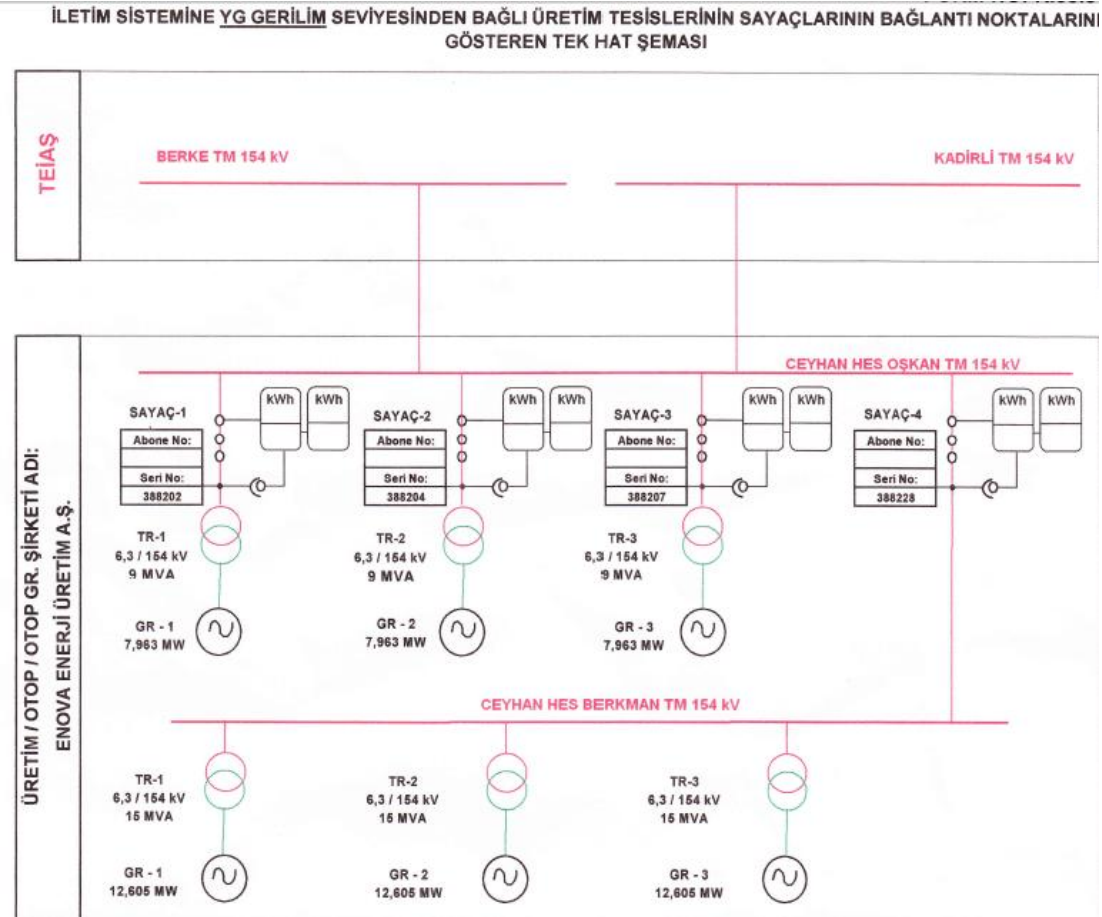 İLETİM SİSTEMİNE YG GERİLİM SEVİYESİNDEN BAĞLI ÜRETİM TESİSLERİNİN SAYAÇLARININ BAĞLANTI NOKTALARINI
GÖSTEREN TEK HAT ŞEMASI
TEİAŞ
BERKE TM 154 kV
KADİRLİ TM 154 kV
ÜRETİM / OTOP / OTOP GR. ŞİRKETİ ADI:
ENOVA ENERJİ ÜRETİM A.Ş.
CEYHAN HES OŞKAN TM 154 kV
SAYAÇ-1
kWh
kWh
Abone No:
Seri No:
388202
TR-1
6,3 / 154 kV
9 MVA
GR - 1
7,963 MW
SAYAÇ-2
kWh
kWh
Abone No:
Seri No:
388204
TR-2
6,3 / 154 kV
9 MVA
GR - 2
7,963 MW
SAYAÇ-3
kWh
kWh
Abone No:
Seri No:
388207
TR-3
6,3 / 154 kV
9 MVA
GR - 3
7,963 MW
SAYAÇ-4
kWh
kWh
Abone No:
Seri No:
388228
CEYHAN HES BERKMAN TM 154 kV
TR-1
6,3 / 154 kV
15 MVA
GR - 1
12,605 MW
TR-2
6,3 / 154 kV
15 MVA
GR - 2
12,605 MW
TR-3
6,3 / 154 kV
15 MVA
GR - 3
12,605 MW